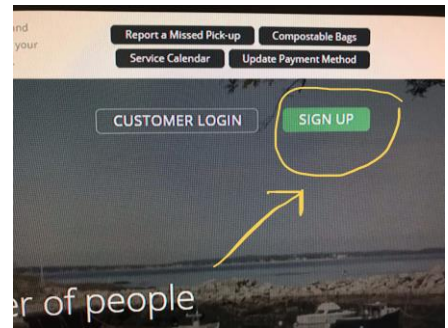 and
Report a Missed Pick-up Compostable Bags
your
Service Calendar Update Payment Method
CUSTOMER LOGIN SIGN UP
er of people